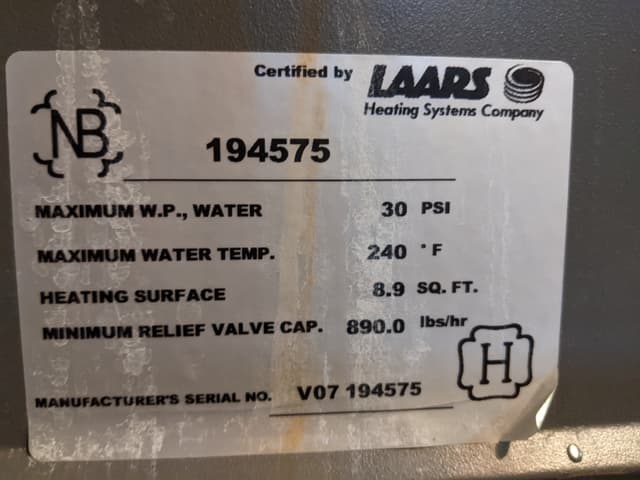 Certified by LAARS
Heating Systems Company
NB
194575
MAXIMUM W.P., WATER 30 PSI
MAXIMUM WATER TEMP. 240 °F
HEATING SURFACE 8.9 SQ. FT.
MINIMUM RELIEF VALVE CAP. 890.0 lbs/hr
H
MANUFACTURER'S SERIAL NO. V07 194575